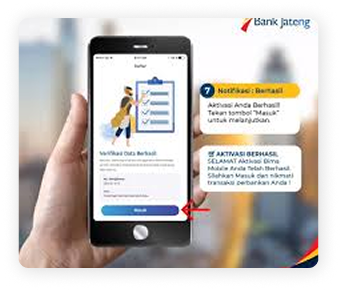 Bank Jateng
7 Notifikasi : Berhasil
Aktivasi Anda Berhasil!
Tekan tombol "Masuk"
untuk melanjutkan.
Daftar
Verifikasi Data Berhasil
AKTIVASI BERHASIL
SELAMAT Aktivasi Bima
Mobile Anda Telah Berhasil.
Silahkan Masuk dan nikmati
transaksi perbankan Anda !
Masuk